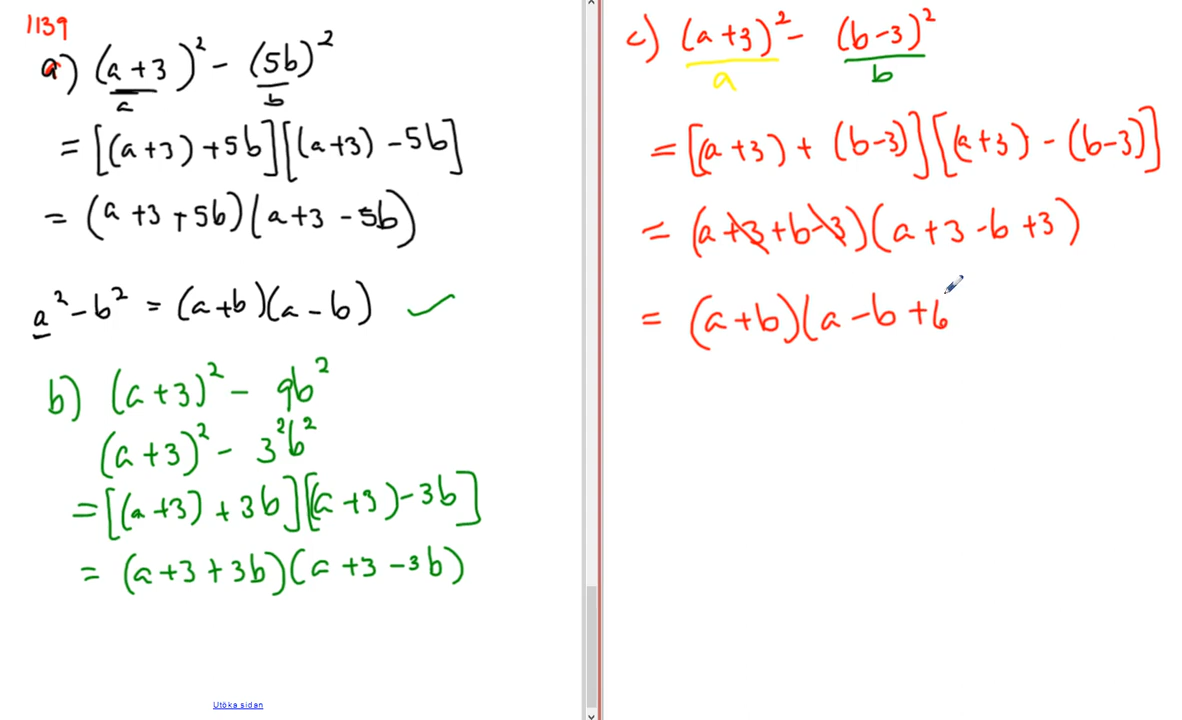 1139
a) (a+3)² - (5b)²
a b
= [(a+3)+5b][(a+3)-5b]
= (a+3+5b)(a+3-5b)
a²-b² = (a+b)(a-b) ✓
b) (a+3)² - 9b²
(a+3)² - 3²b²
= [(a+3)+3b][(a+3)-3b]
= (a+3+3b)(a+3-3b)
Utöka sidan
c) (a+3)² - (b-3)²
a b
= [(a+3)+(b-3)][(a+3)-(b-3)]
= (a+3+b-3)(a+3-b+3)
= (a+b)(a-b+6